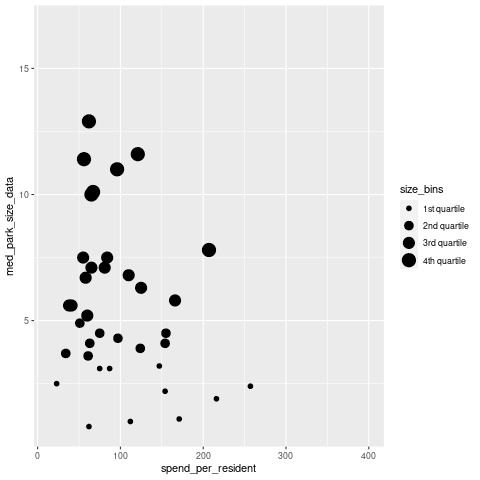 15
10
5
0
100
200
300
400
spend_per_resident
med_park_size_data
size_bins
1st quartile
2nd quartile
3rd quartile
4th quartile